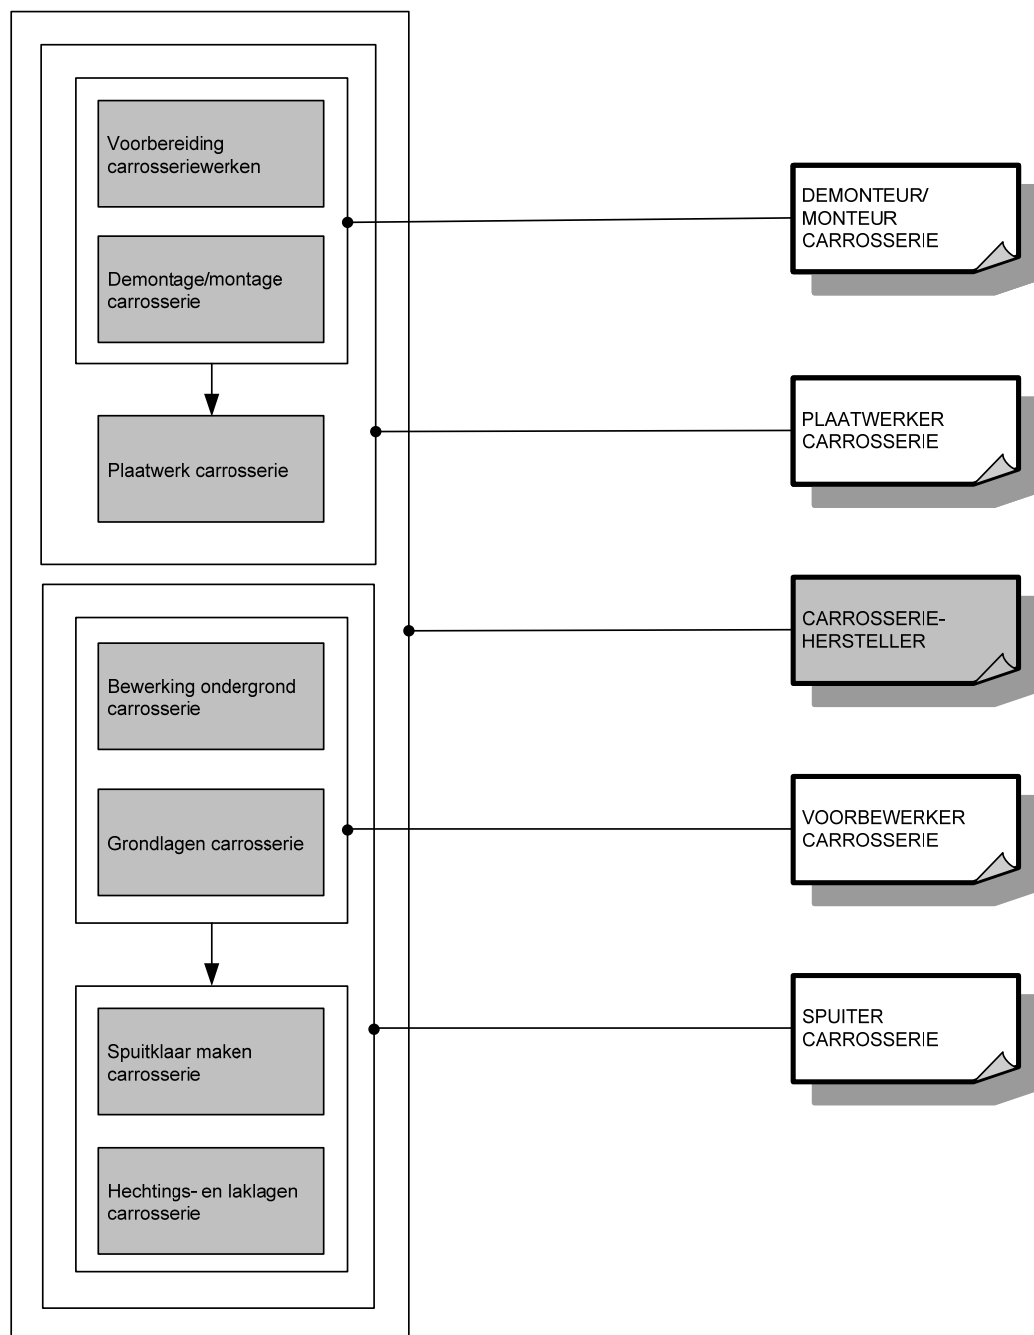 Voorbereiding
carrosseriewerken
Demontage/montage
carrosserie
Plaatwerk carrosserie
Bewerking ondergrond
carrosserie
Grondlagen carrosserie
Spuitklaar maken
carrosserie
Hechtings- en laklagen
carrosserie
DEMONTEUR/
MONTEUR
CARROSSERIE
PLAATWERKER
CARROSSERIE
CARROSSERIE-
HERSTELLER
VOORBEWERKER
CARROSSERIE
SPUITER
CARROSSERIE